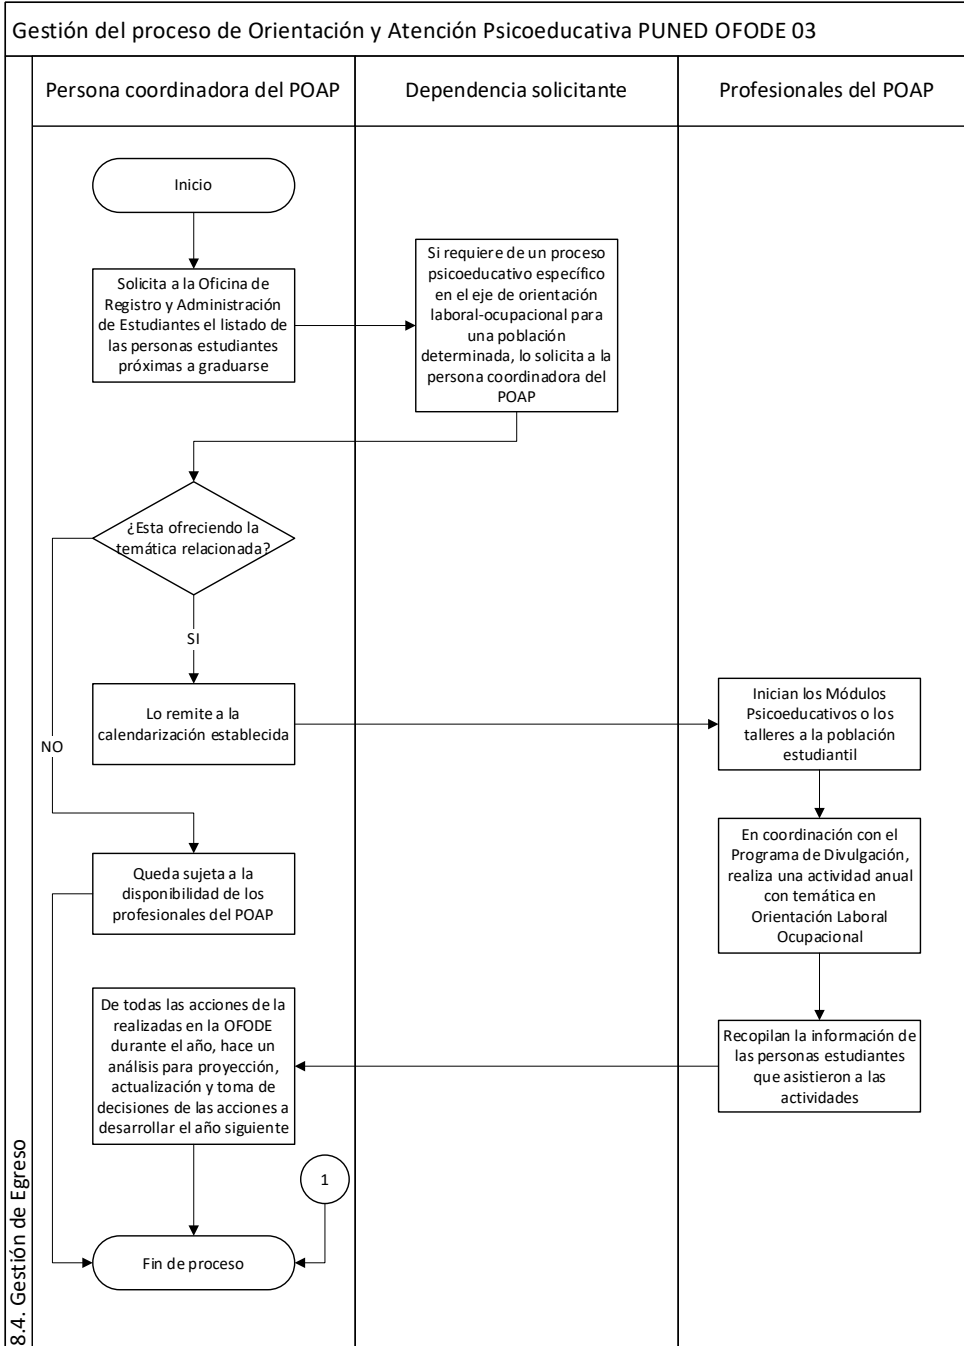 Gestión del proceso de Orientación y Atención Psicoeducativa PUNED OFODE 03
Persona coordinadora del POAP
Dependencia solicitante
Profesionales del POAP
Inicio
Solicita a la Oficina de
Registro y Administración
de Estudiantes el listado de
las personas estudiantes
próximas a graduarse
Si requiere de un proceso
psicoeducativo específico
en el eje de orientación
laboral-ocupacional para
una población
determinada, lo solicita a la
persona coordinadora del
POAP
¿Esta ofreciendo la
temática relacionada?
SI
NO
Lo remite a la
calendarización establecida
Inician los Módulos
Psicoeducativos o los
talleres a la población
estudiantil
En coordinación con el
Programa de Divulgación,
realiza una actividad anual
con temática en
Orientación Laboral
Ocupacional
Queda sujeta a la
disponibilidad de los
profesionales del POAP
Recopilan la información de
las personas estudiantes
que asistieron a las
actividades
De todas las acciones de la
realizadas en la OFODE
durante el año, hace un
análisis para proyección,
actualización y toma de
decisiones de las acciones a
desarrollar el año siguiente
1
Fin de proceso
8.4. Gestión de Egreso